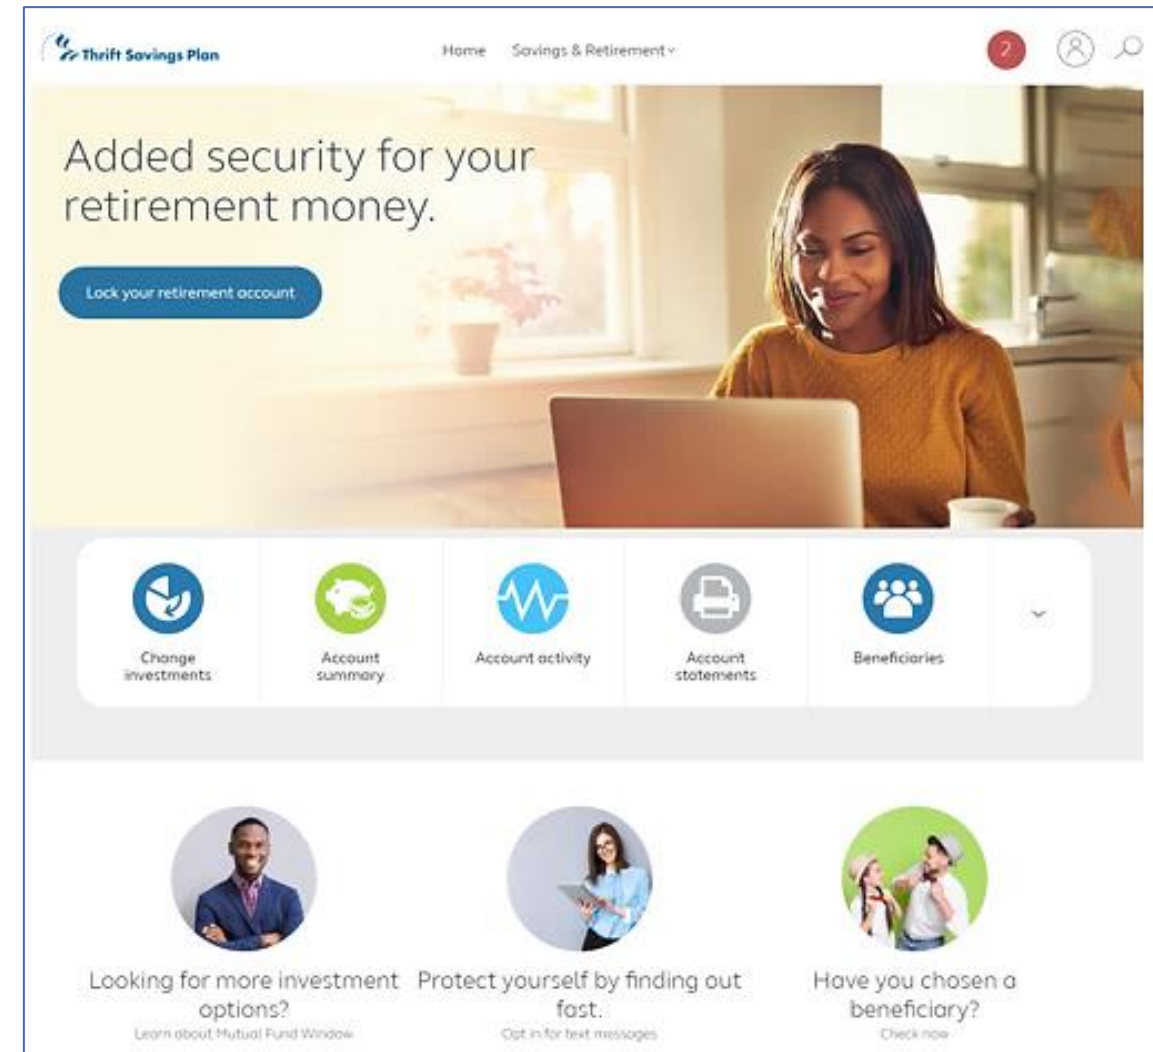 Thrift Savings Plan
Home Savings & Retirement
2
Added security for your
retirement money.
Lock your retirement account
Change
investments
Account
summary
Account activity
Account
statements
Beneficiaries
Looking for more investment
options?
Learn about Mutual Fund Window
Protect yourself by finding out
fast.
Opt in for text messages
Have you chosen a
beneficiary?
Check now